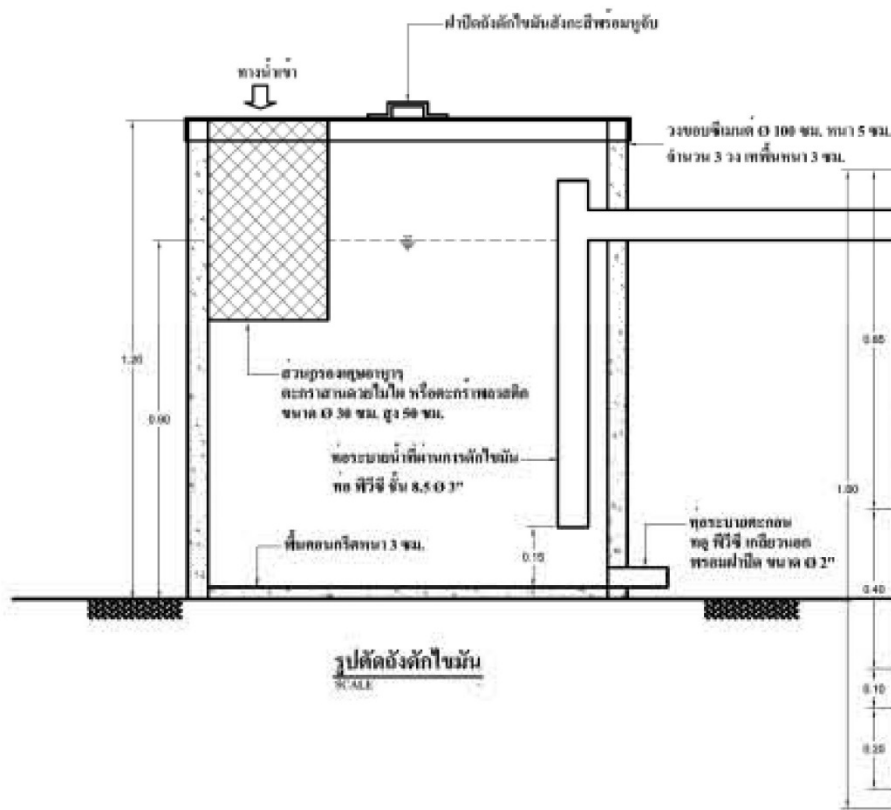 ฝาปิดถังดักไขมันสังกะสีพร้อมหูจับ
ทางน้ำเข้า
วงขอบซีเมนต์ Ø 100 ซม. หนา 5 ซม.
จำนวน 3 วง เทพื้นหนา 3 ซม.
1.20
0.90
0.85
ส่วนกรองเศษอาหาร
ตะกร้าสานด้วยไม้ไผ่ หรือตะกร้าพลาสติก
ขนาด Ø 30 ซม. สูง 50 ซม.
ท่อระบายน้ำที่ผ่านการดักไขมัน
ท่อ พีวีซี ชั้น 8.5 Ø 3"
พื้นคอนกรีตหนา 3 ซม.
0.15
ท่อระบายตะกอน
พีวีซี เกลียวนอก
พร้อมฝาปิด ขนาด Ø 2"
0.40
รูปตัดถังดักไขมัน
SCALE
0.10
0.20